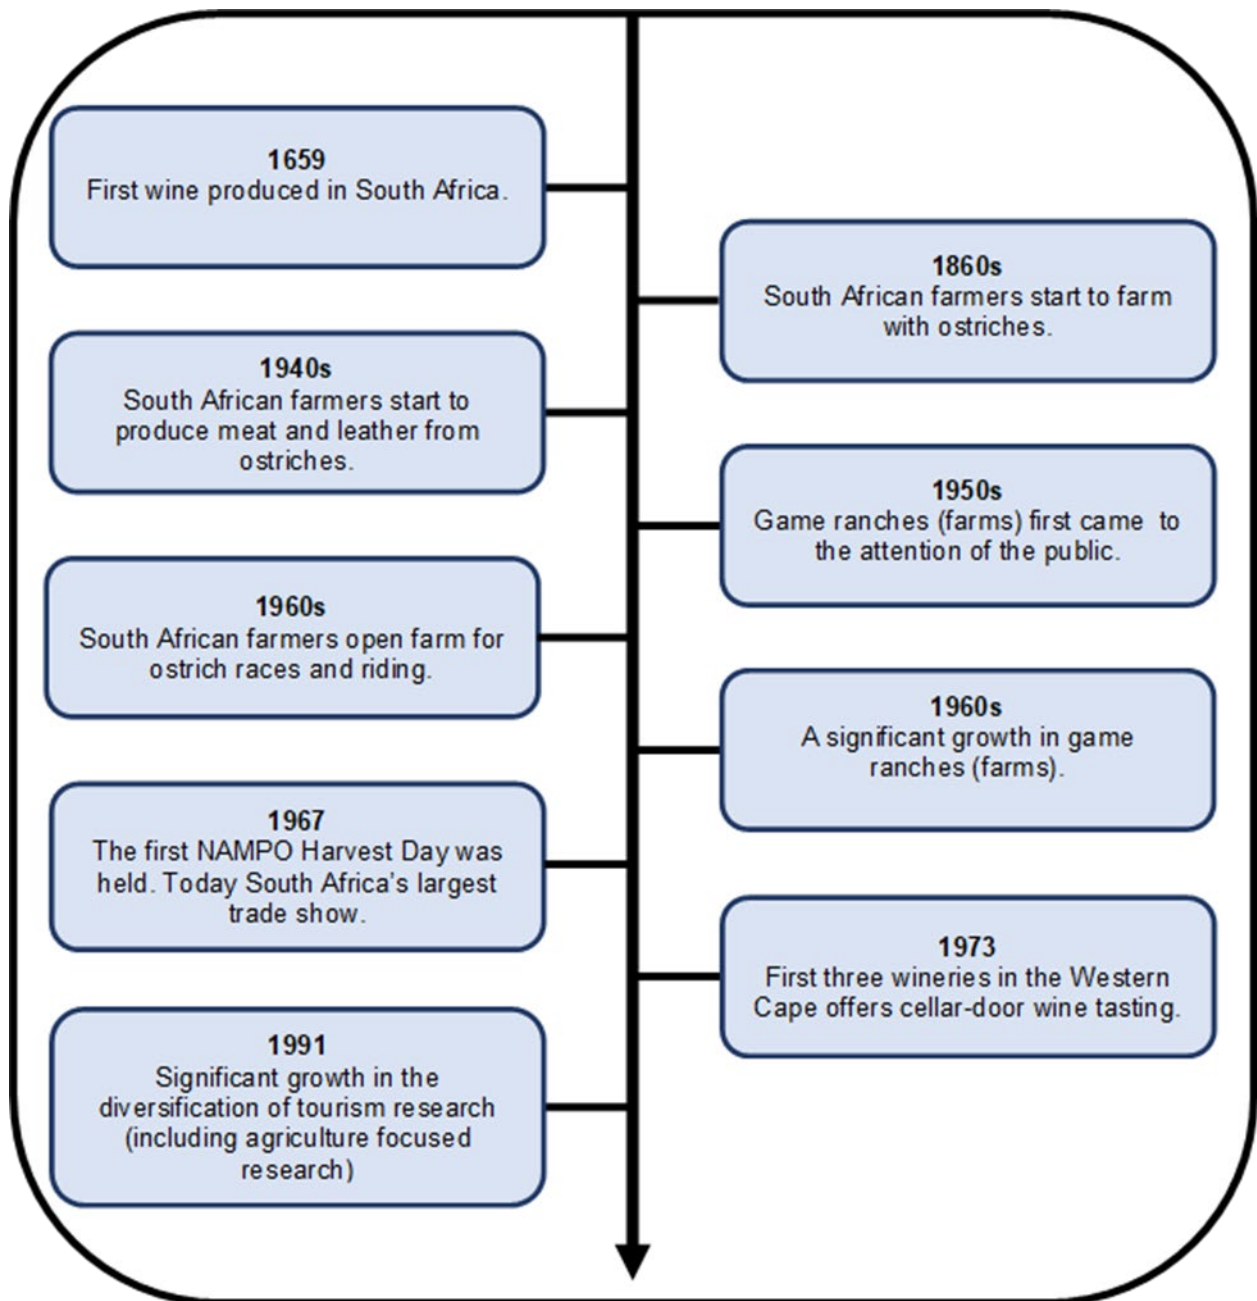 1659
First wine produced in South Africa.
1860s
South African farmers start to farm
with ostriches.
1940s
South African farmers start to
produce meat and leather from
ostriches.
1950s
Game ranches (farms) first came to
the attention of the public.
1960s
South African farmers open farm for
ostrich races and riding.
1960s
A significant growth in game
ranches (farms).
1967
The first NAMPO Harvest Day was
held. Today South Africa's largest
trade show.
1973
First three wineries in the Western
Cape offers cellar-door wine tasting.
1991
Significant growth in the
diversification of tourism research
(including agriculture focused
research)